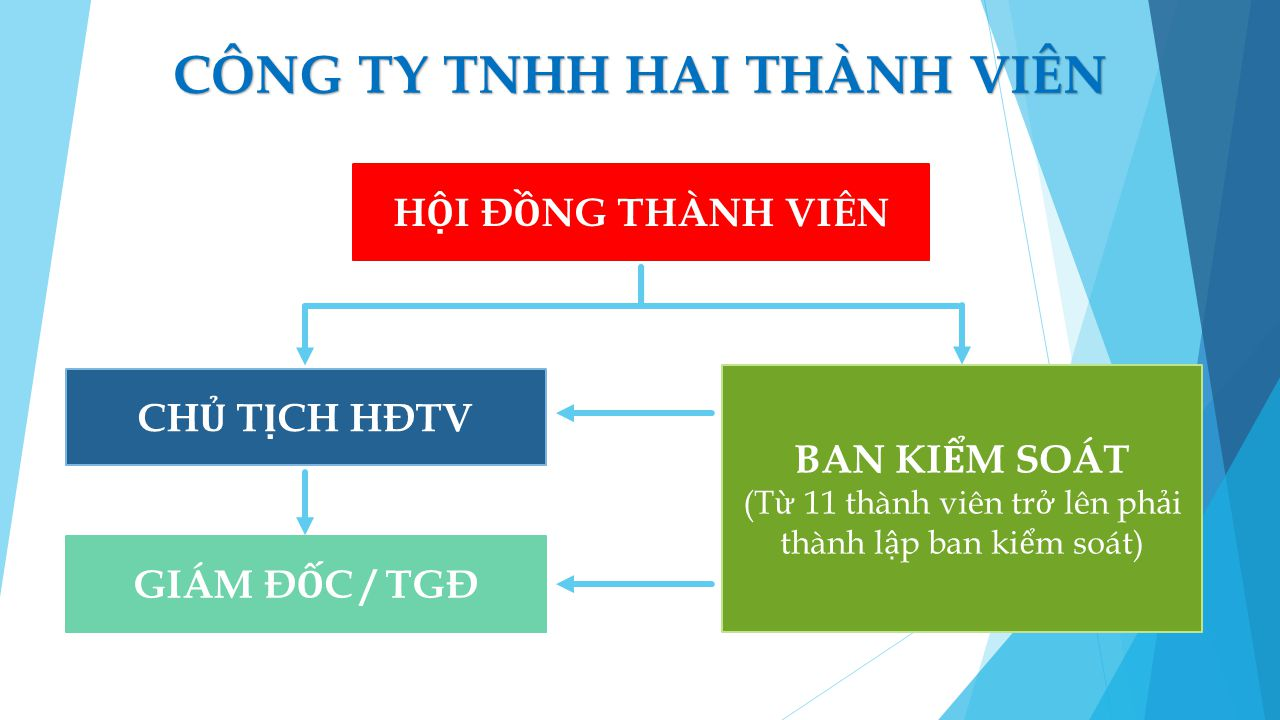 CÔNG TY TNHH HAI THÀNH VIÊN
HỘI ĐỒNG THÀNH VIÊN
CHỦ TỊCH HĐTV
BAN KIỂM SOÁT
(Từ 11 thành viên trở lên phải
thành lập ban kiểm soát)
GIÁM ĐỐC / TGĐ